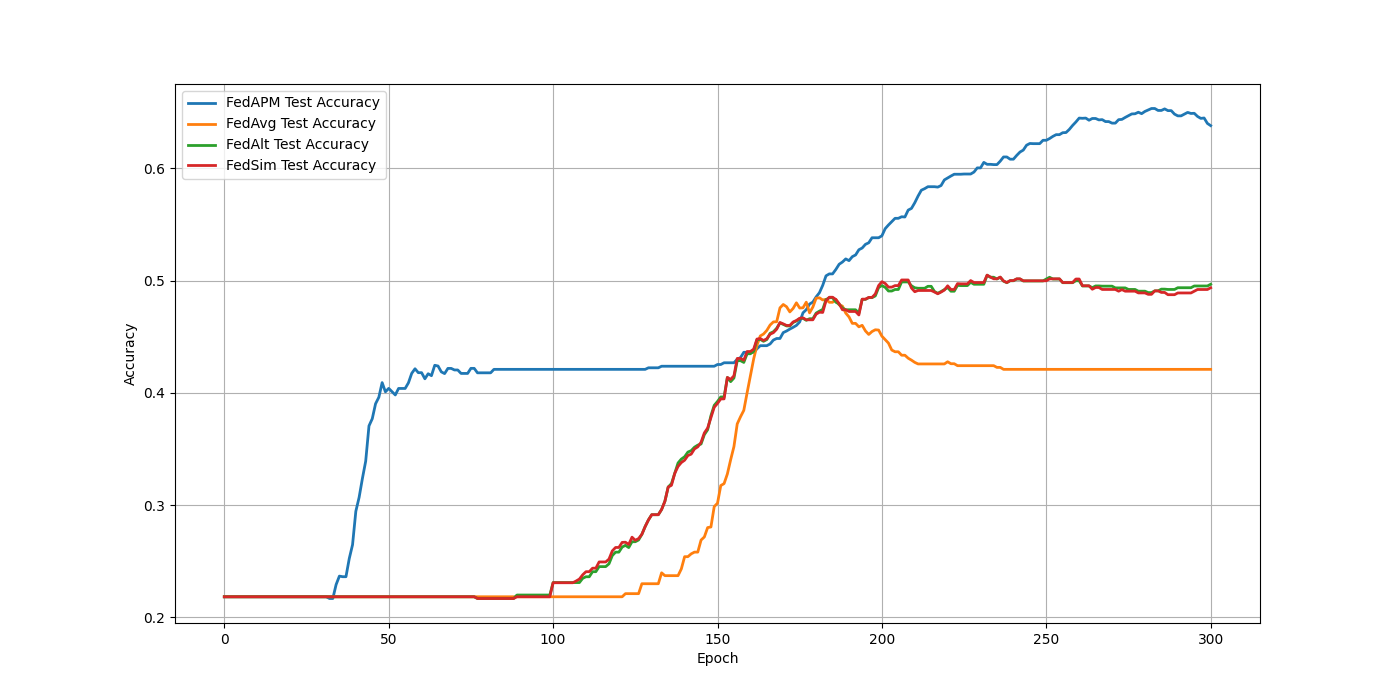 FedAPM Test Accuracy
FedAvg Test Accuracy
FedAlt Test Accuracy
FedSim Test Accuracy
0.6
0.5
0.4
0.3
0.2
Accuracy
0 50 100 150 200 250 300
Epoch